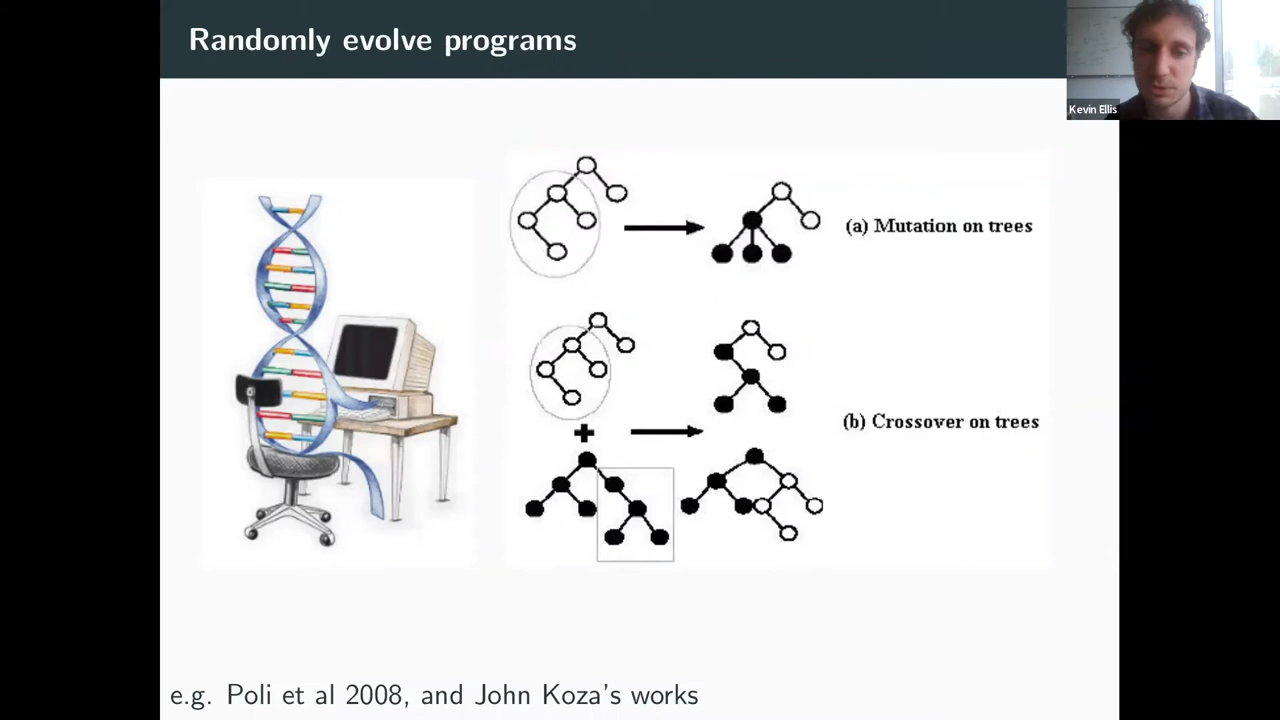 Randomly evolve programs
Kevin Ellis
(a) Mutation on trees
(b) Crossover on trees
e.g. Poli et al 2008, and John Koza's works